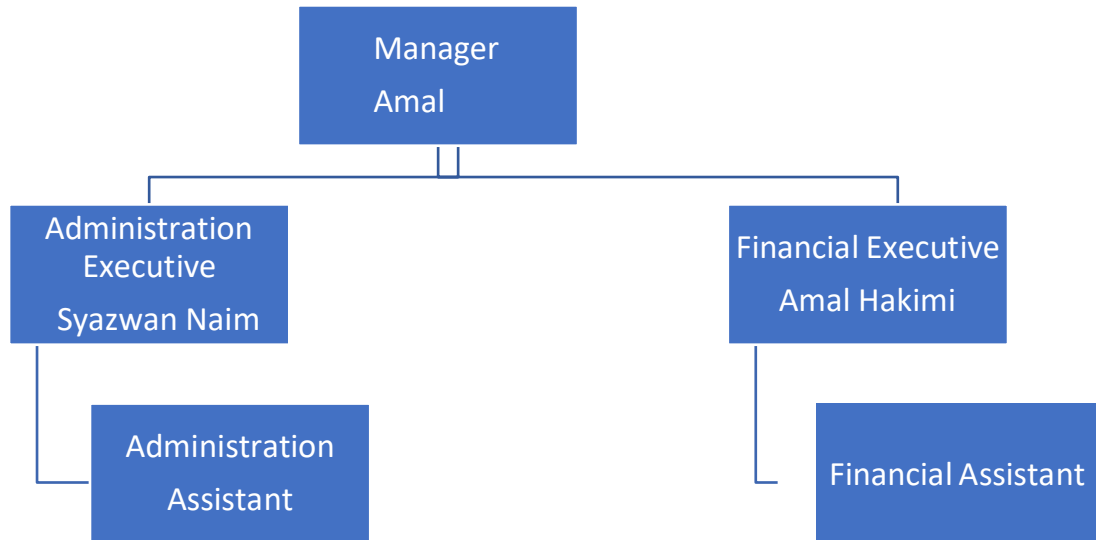 Manager
Amal
Administration
Executive
Syazwan Naim
Financial Executive
Amal Hakimi
Administration
Assistant
Financial Assistant